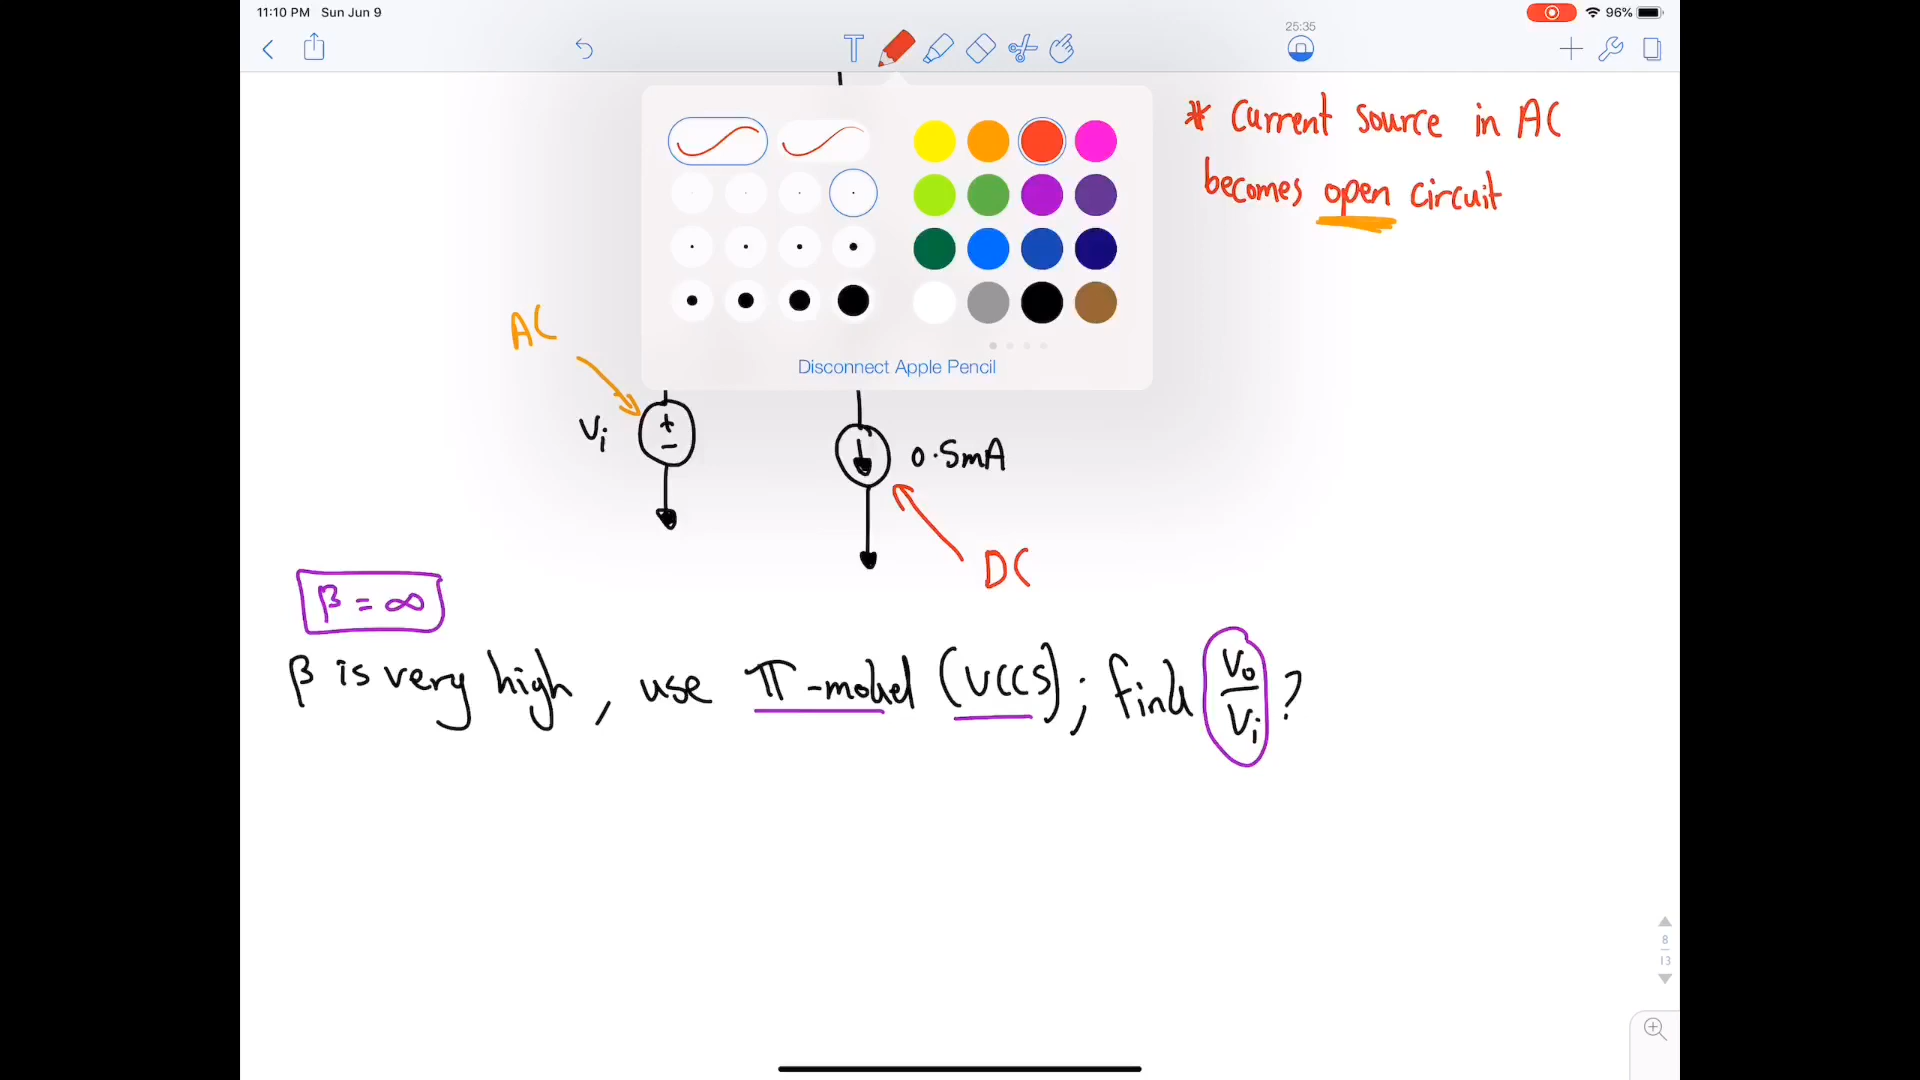 11:10 PM Sun Jun 9
96%
25:35
T
* Current source in AC
becomes open circuit
Disconnect Apple Pencil
AC
Vi
+
-
0.5mA
DC
β = ∞
β is very high, use π-model (VCCS); find Vo/Vi ?
8
13